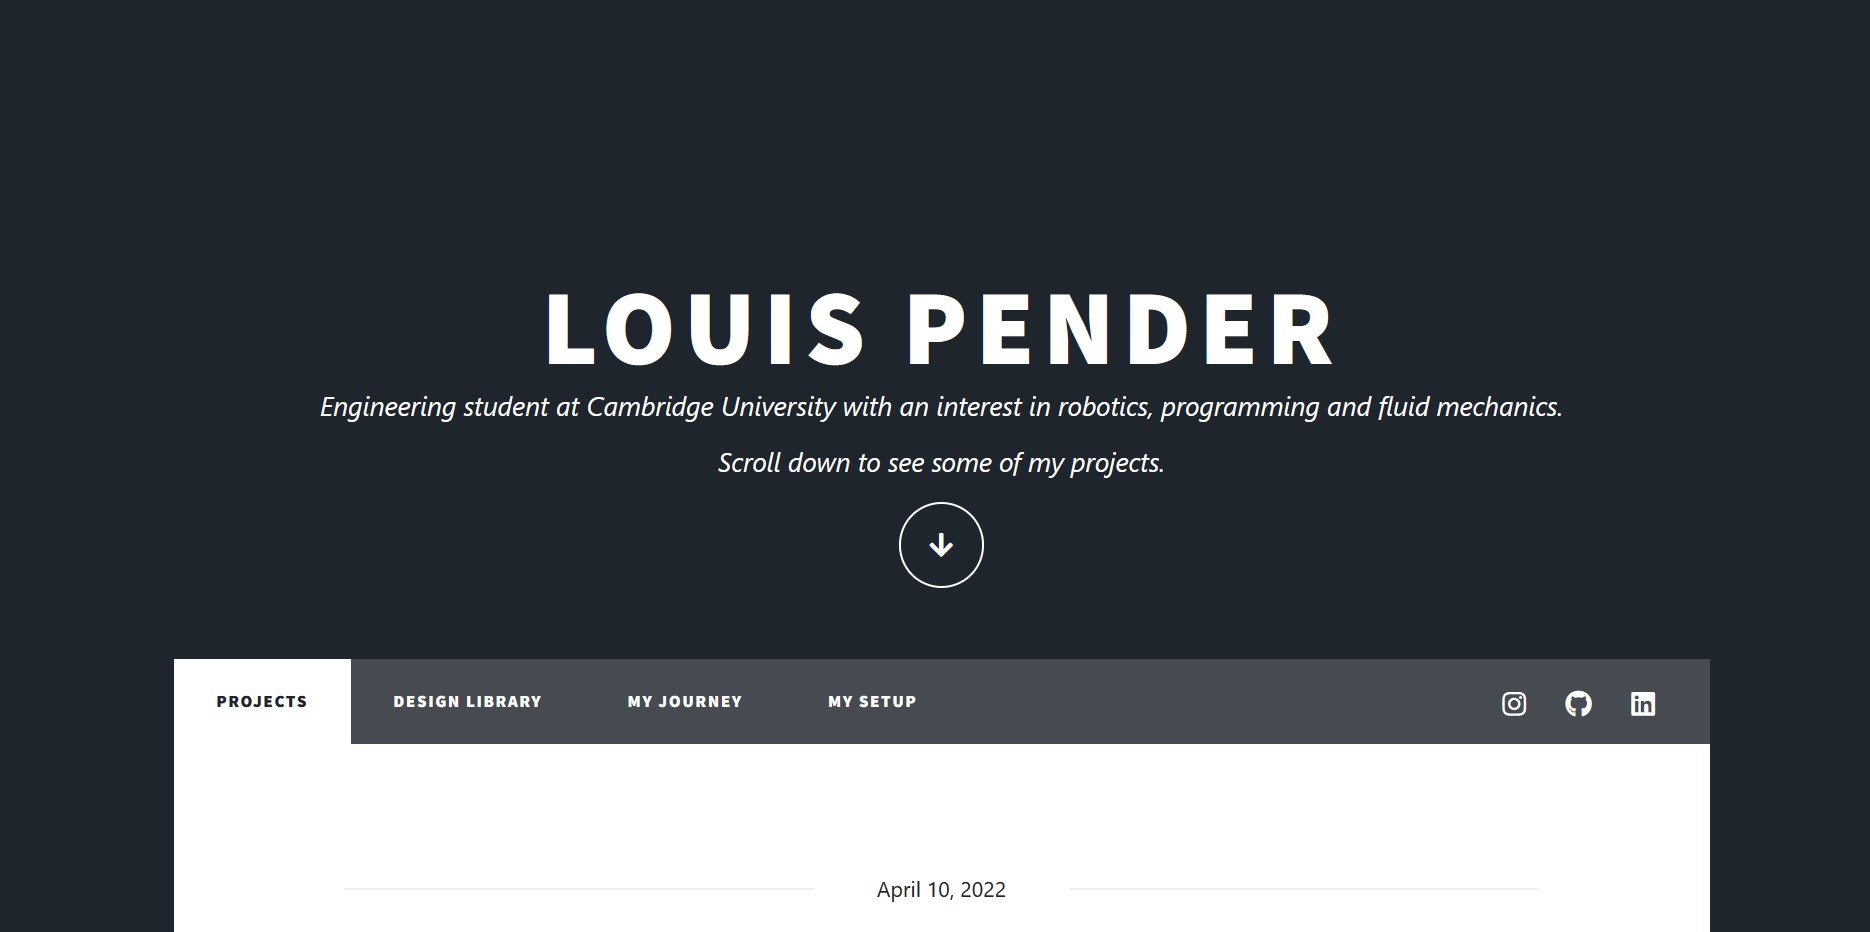 LOUIS PENDER
Engineering student at Cambridge University with an interest in robotics, programming and fluid mechanics.
Scroll down to see some of my projects.
PROJECTS
DESIGN LIBRARY
MY JOURNEY
MY SETUP
in
April 10, 2022